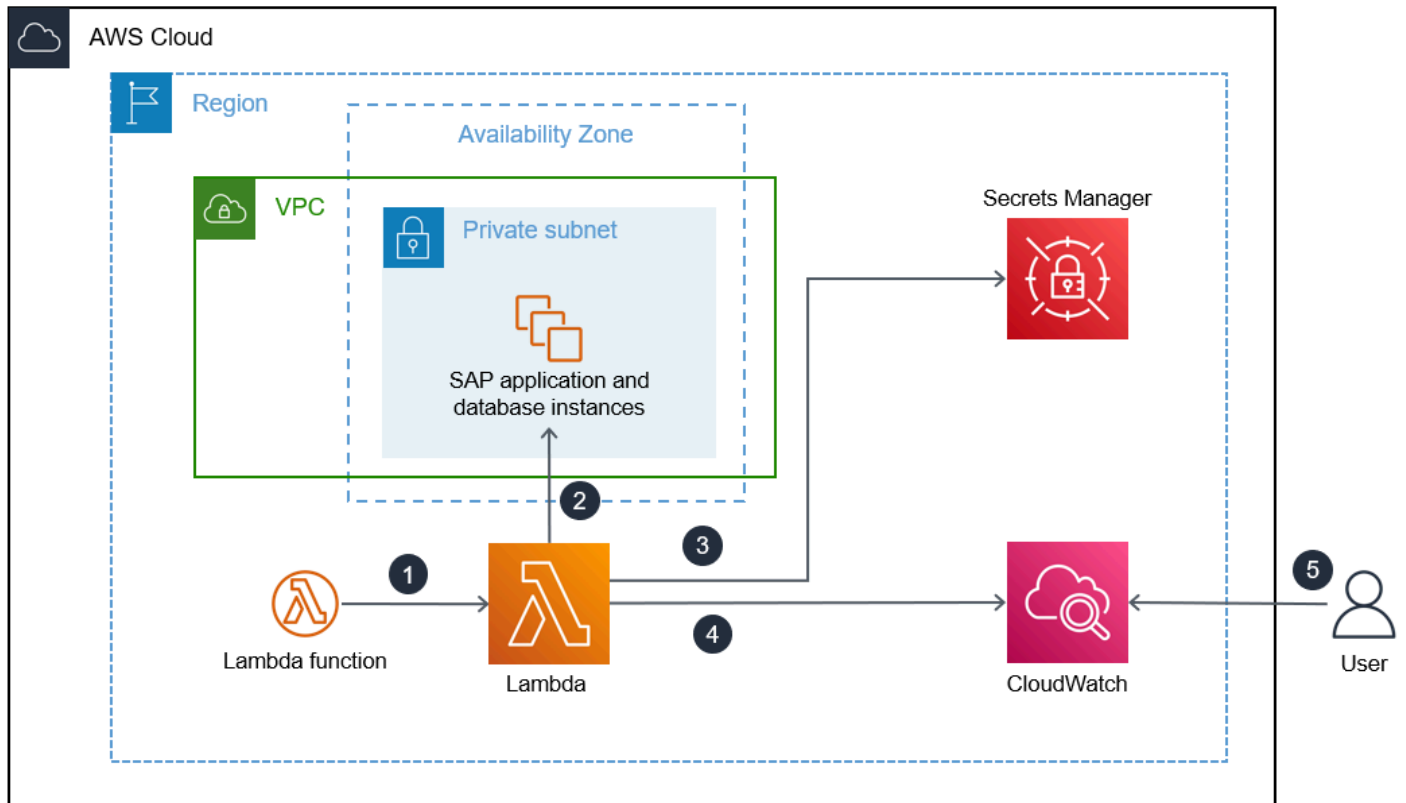 AWS Cloud
Region
Availability Zone
VPC
Private subnet
Secrets Manager
SAP application and
database instances
2
3
1
5
4
Lambda function
Lambda
CloudWatch
User